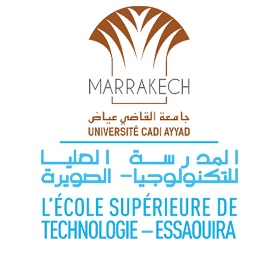 MARRAKECH
جامعة القاضي عياض
UNIVERSITÉ CADI AYYAD
المدرسة العليا
للتكنولوجيا - الصويرة
L'ÉCOLE SUPÉRIEURE DE
TECHNOLOGIE – ESSAOUIRA